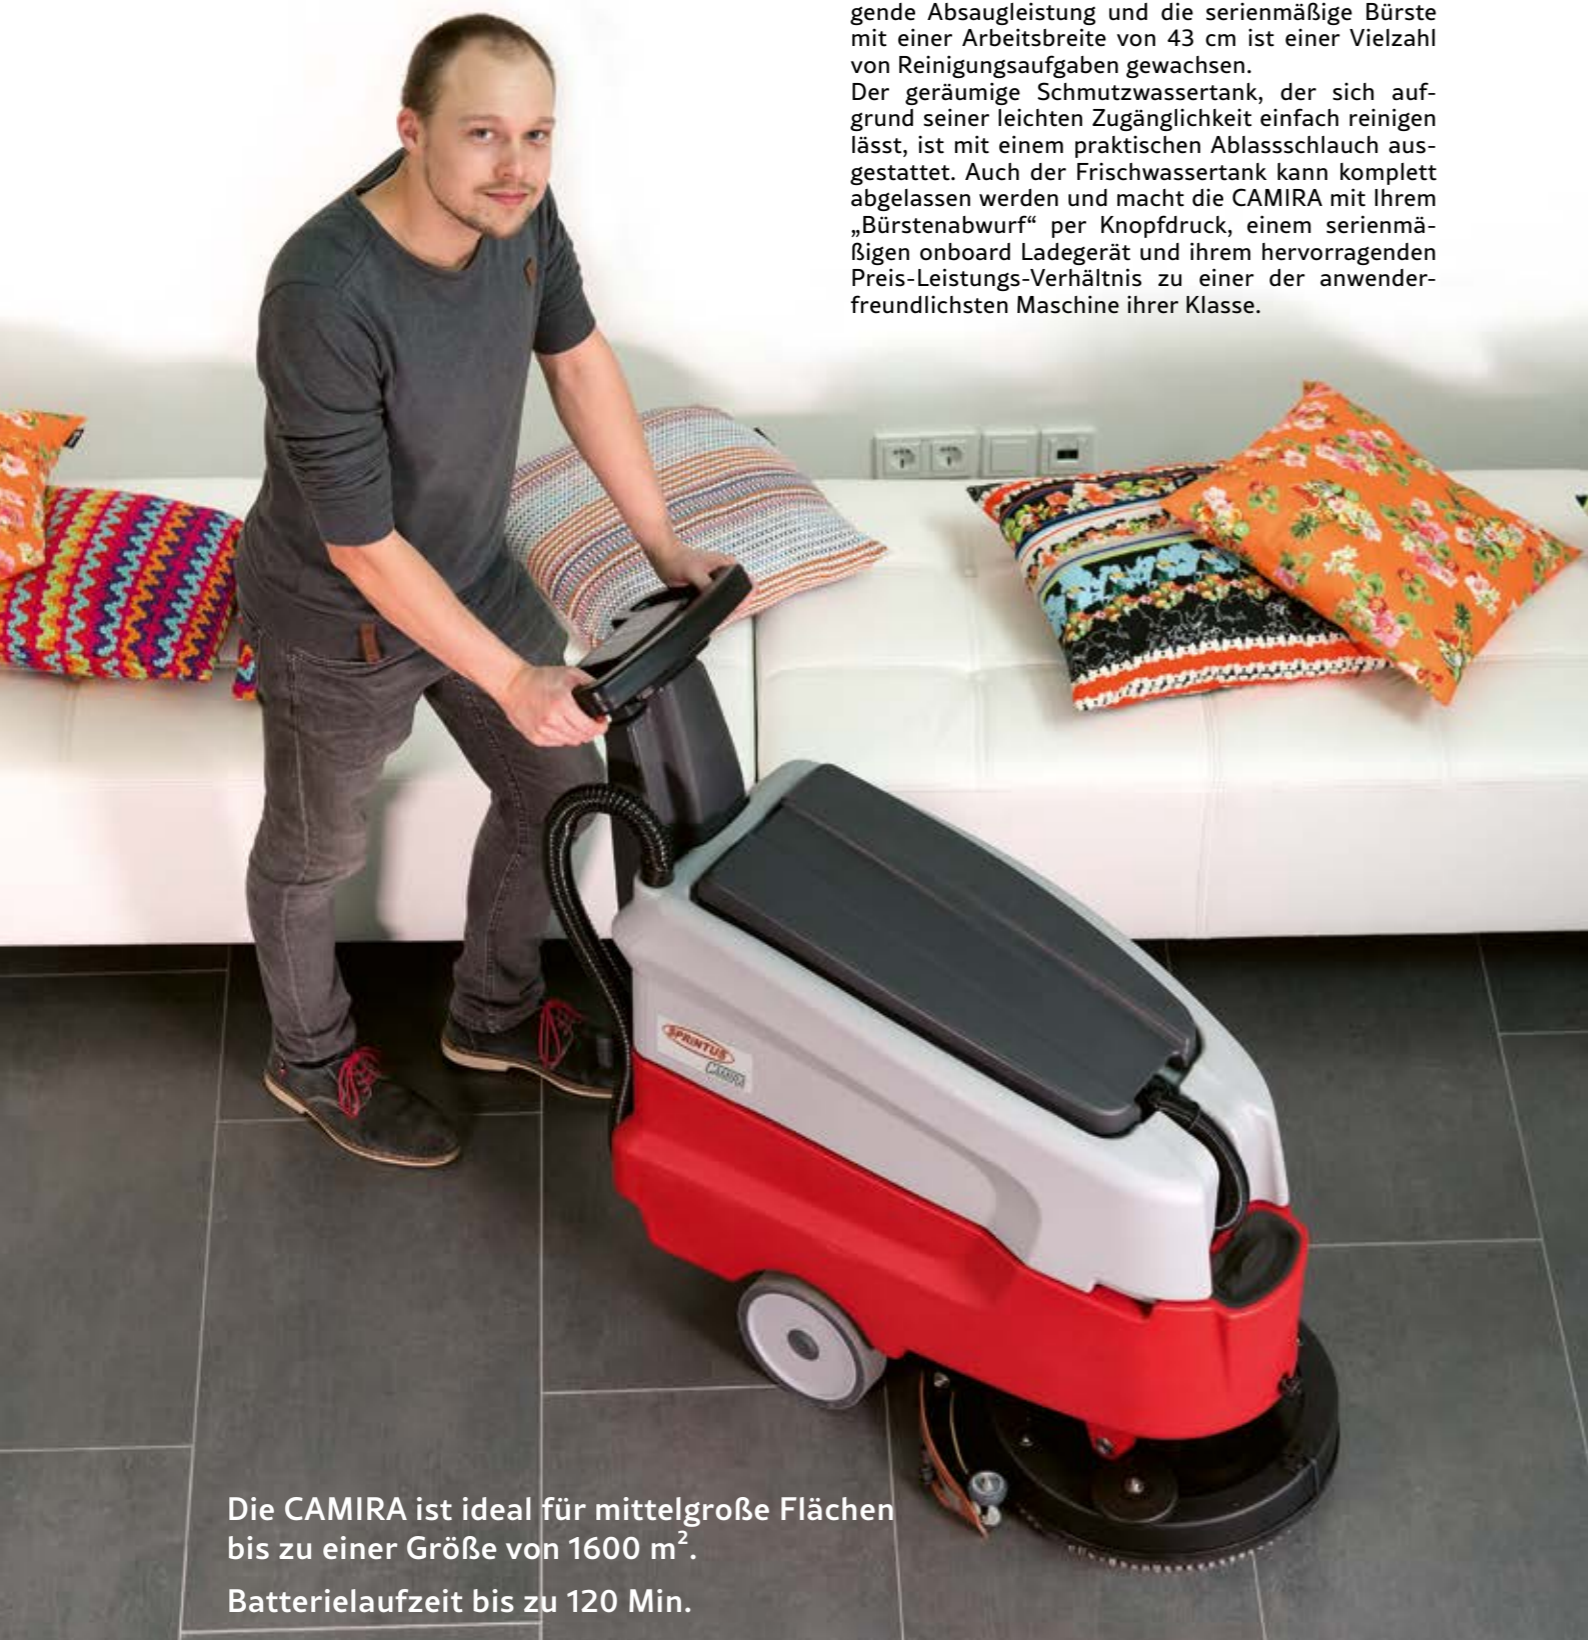 gende Absaugleistung und die serienmäßige Bürste
mit einer Arbeitsbreite von 43 cm ist einer Vielzahl
von Reinigungsaufgaben gewachsen.
Der geräumige Schmutzwassertank, der sich auf-
grund seiner leichten Zugänglichkeit einfach reinigen
lässt, ist mit einem praktischen Ablassschlauch aus-
gestattet. Auch der Frischwassertank kann komplett
abgelassen werden und macht die CAMIRA mit Ihrem
„Bürstenabwurf“ per Knopfdruck, einem serienmä-
ßigen onboard Ladegerät und ihrem hervorragenden
Preis-Leistungs-Verhältnis zu einer der anwender-
freundlichsten Maschine ihrer Klasse.
SPRiNTUS
CAMIRA
Die CAMIRA ist ideal für mittelgroße Flächen
bis zu einer Größe von 1600 m².
Batterielaufzeit bis zu 120 Min.